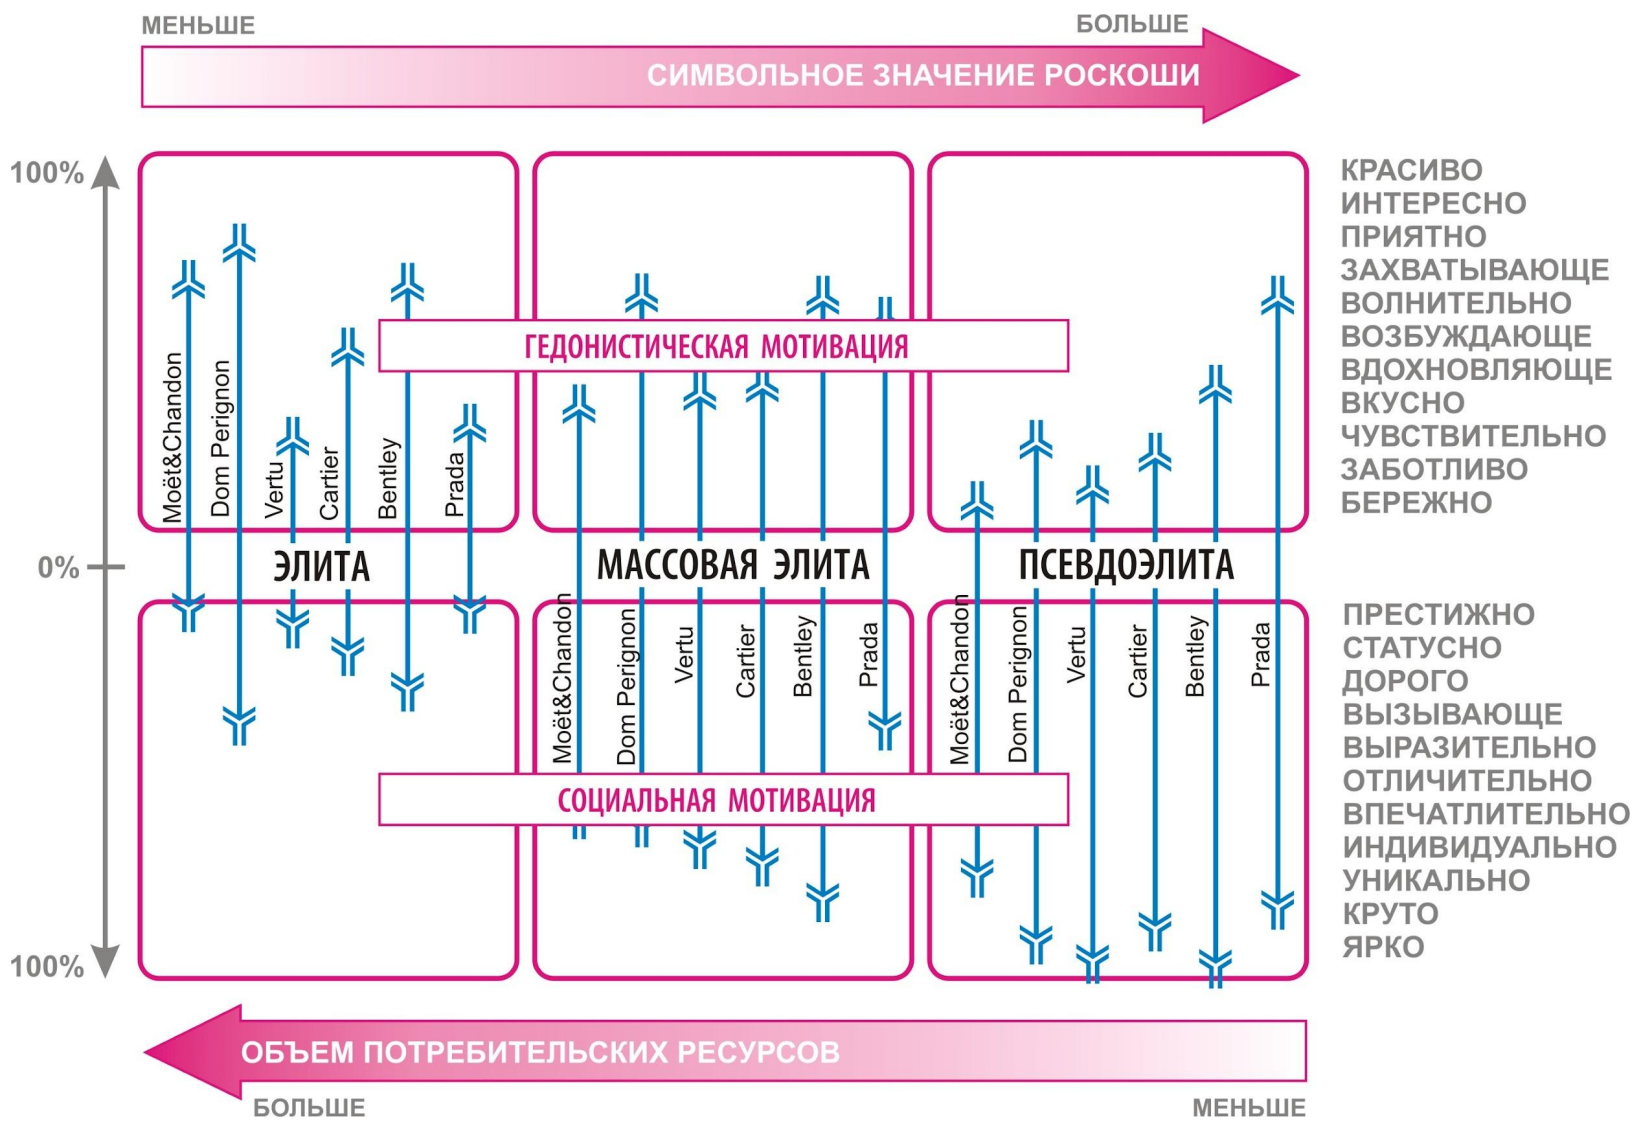 МЕНЬШЕ
БОЛЬШЕ
СИМВОЛЬНОЕ ЗНАЧЕНИЕ РОСКОШИ
100%
0%
100%
Moët&Chandon
Dom Perignon
Vertu
Cartier
Bentley
Prada
ГЕДОНИСТИЧЕСКАЯ МОТИВАЦИЯ
ЭЛИТА
МАССОВАЯ ЭЛИТА
ПСЕВДОЭЛИТА
Moët&Chandon
Dom Perignon
Vertu
Cartier
Bentley
Prada
Moët&Chandon
Dom Perignon
Vertu
Cartier
Bentley
Prada
СОЦИАЛЬНАЯ МОТИВАЦИЯ
КРАСИВО
ИНТЕРЕСНО
ПРИЯТНО
ЗАХВАТЫВАЮЩЕ
ВОЛНИТЕЛЬНО
ВОЗБУЖДАЮЩЕ
ВДОХНОВЛЯЮЩЕ
ВКУСНО
ЧУВСТВИТЕЛЬНО
ЗАБОТЛИВО
БЕРЕЖНО
ПРЕСТИЖНО
СТАТУСНО
ДОРОГО
ВЫЗЫВАЮЩЕ
ВЫРАЗИТЕЛЬНО
ОТЛИЧИТЕЛЬНО
ВПЕЧАТЛИТЕЛЬНО
ИНДИВИДУАЛЬНО
УНИКАЛЬНО
КРУТО
ЯРКО
ОБЪЕМ ПОТРЕБИТЕЛЬСКИХ РЕСУРСОВ
БОЛЬШЕ
МЕНЬШЕ